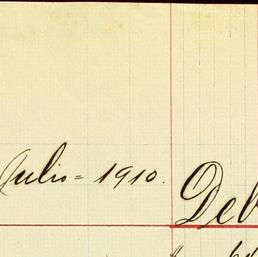 Julio = 1910.
Deb